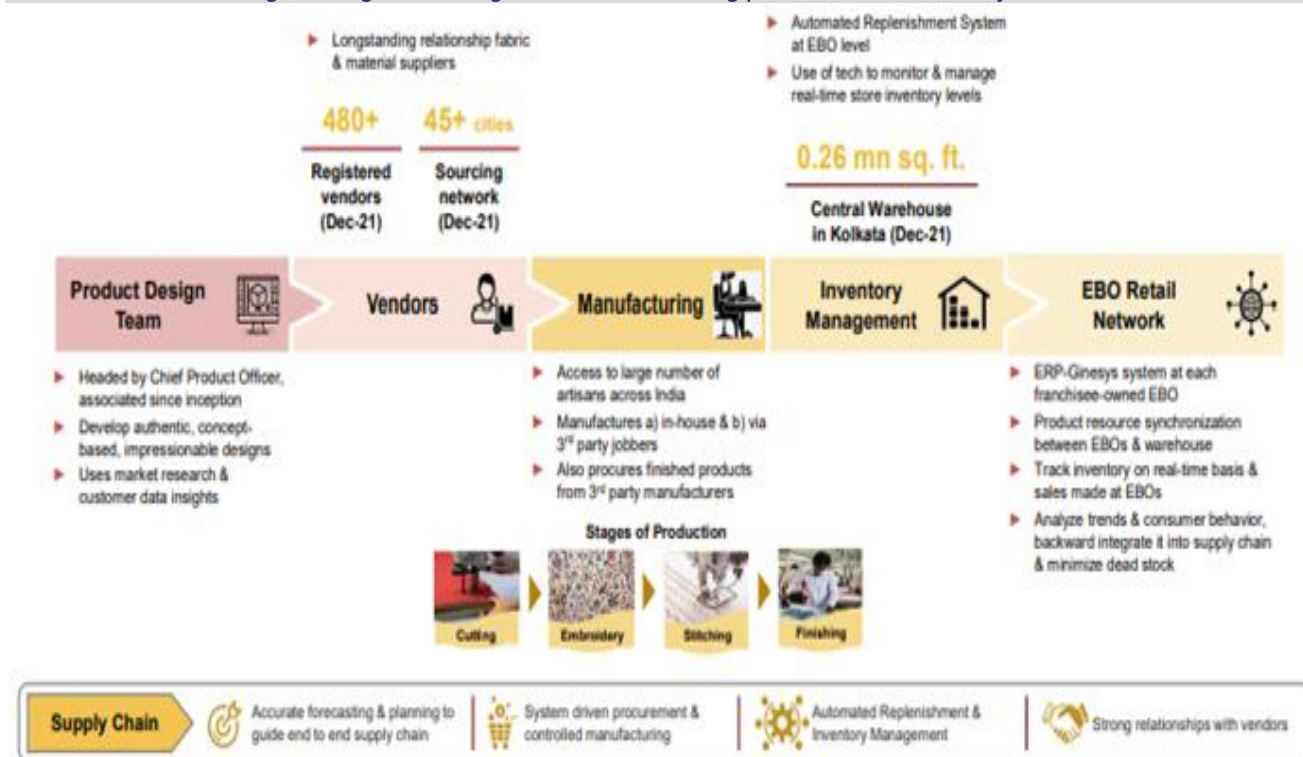 Longstanding relationship fabric
& material suppliers
480+
Registered
vendors
(Dec-21)
45+ cities
Sourcing
network
(Dec-21)
Automated Replenishment System
at EBO level
Use of tech to monitor & manage
real-time store inventory levels
0.26 mn sq. ft.
Central Warehouse
in Kolkata (Dec-21)
Product Design
Team
Vendors
Manufacturing
Inventory
Management
EBO Retail
Network
Headed by Chief Product Officer,
associated since inception
Develop authentic, concept-
based, impressionable designs
Uses market research &
customer data insights
Access to large number of
artisans across India
Manufactures a) in-house & b) via
3rd party jobbers
Also procures finished products
from 3rd party manufacturers
ERP-Ginesys system at each
franchisee-owned EBO
Product resource synchronization
between EBOs & warehouse
Track inventory on real-time basis &
sales made at EBOs
Analyze trends & consumer behavior,
backward integrate it into supply chain
& minimize dead stock
Stages of Production
Cutting
Embroidery
Stitching
Finishing
Supply Chain
Accurate forecasting & planning to
guide end to end supply chain
System driven procurement &
controlled manufacturing
Automated Replenishment &
Inventory Management
Strong relationships with vendors